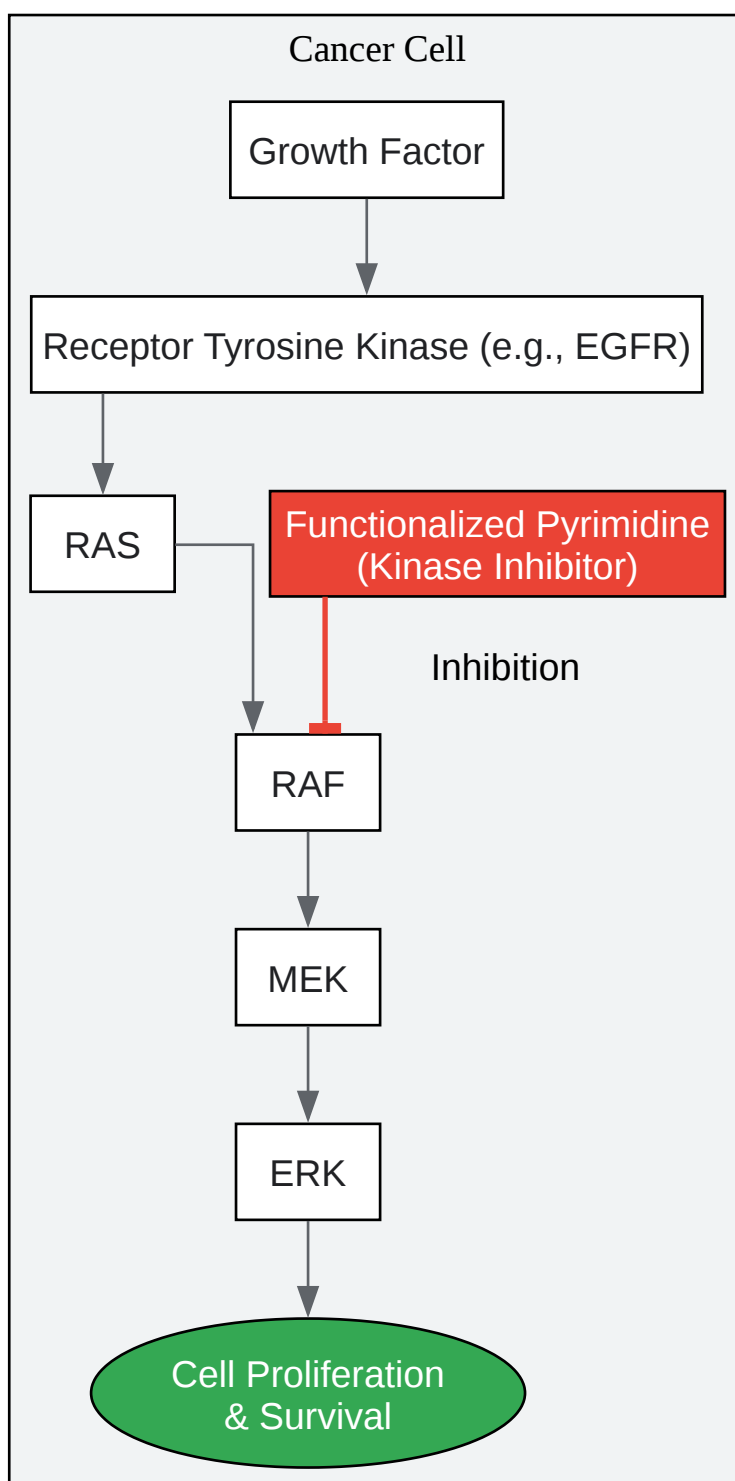 Cancer Cell
Growth Factor
Receptor Tyrosine Kinase (e.g., EGFR)
RAS
Functionalized Pyrimidine
(Kinase Inhibitor)
Inhibition
RAF
MEK
ERK
Cell Proliferation
& Survival